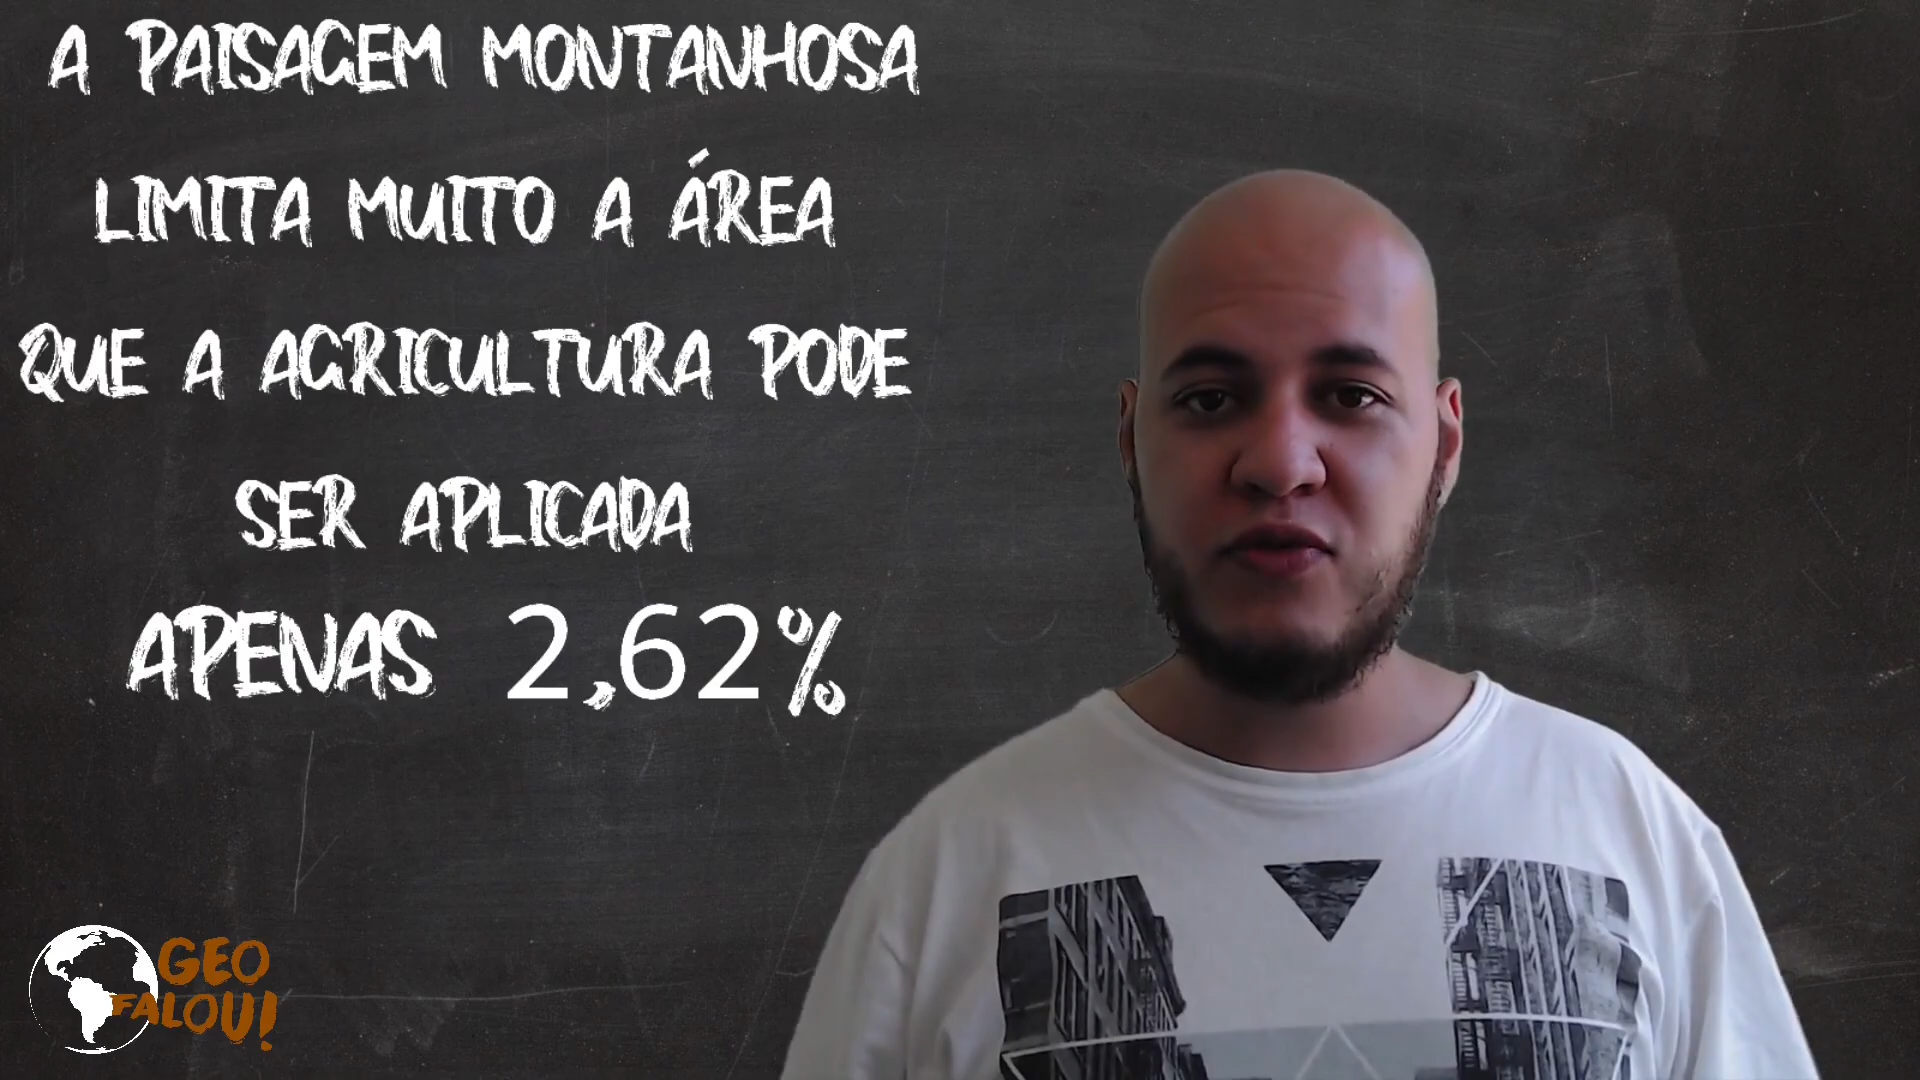 A PAISAGEM MONTANHOSA
LIMITA MUITO A ÁREA
QUE A AGRICULTURA PODE
SER APLICADA
APENAS 2,62%
GEO
FALOU!